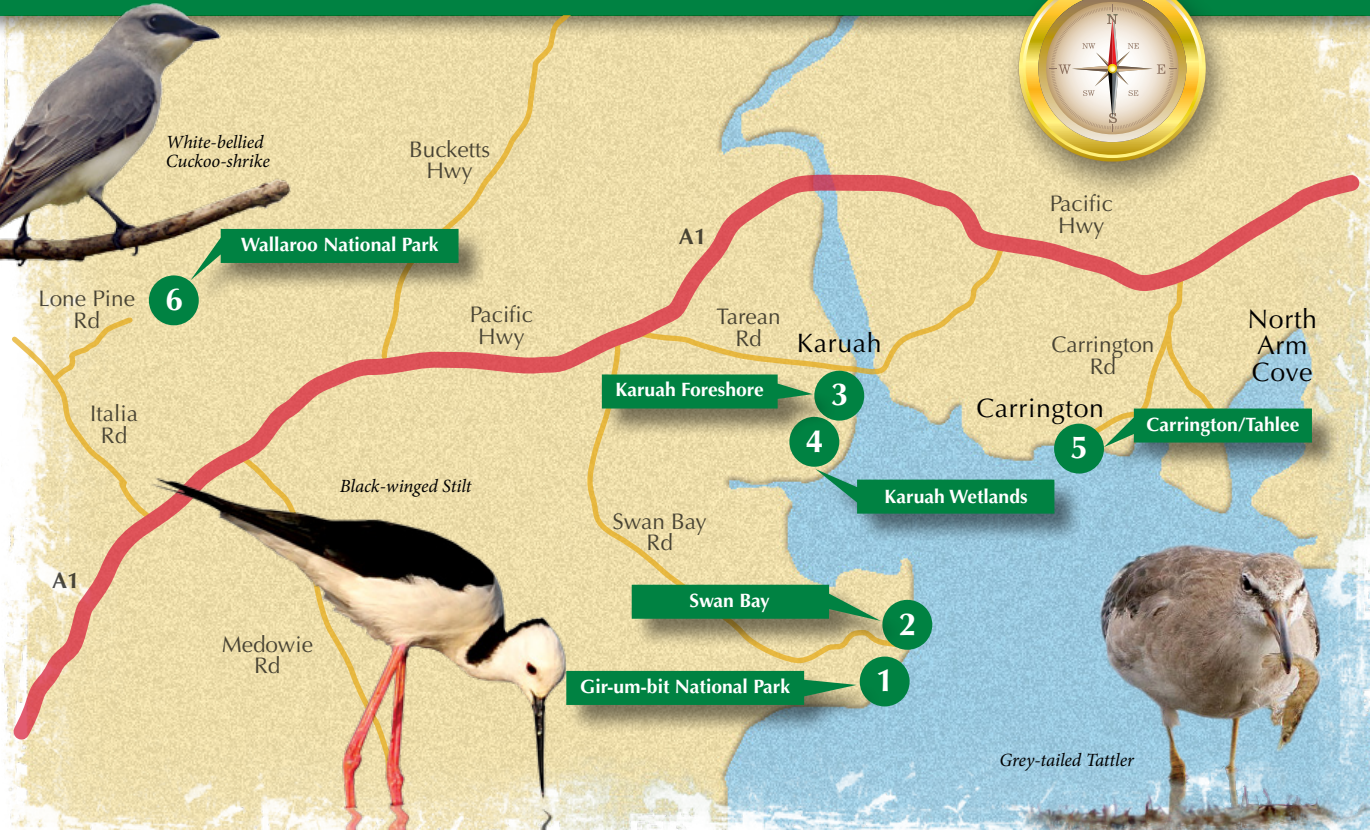 N
NW
NE
W
E
SW
SE
S
White-bellied
Cuckoo-shrike
Bucketts
Hwy
Pacific
Hwy
A1
Wallaroo National Park
6
Lone Pine
Rd
Pacific
Hwy
Tarean
Rd
Karuah
North
Arm
Cove
Carrington
Rd
Karuah Foreshore
3
Italia
Rd
Carrington
Carrington/Tahlee
4
5
Black-winged Stilt
Karuah Wetlands
Swan Bay
Rd
A1
Swan Bay
2
Medowie
Rd
Gir-um-bit National Park
1
Grey-tailed Tattler